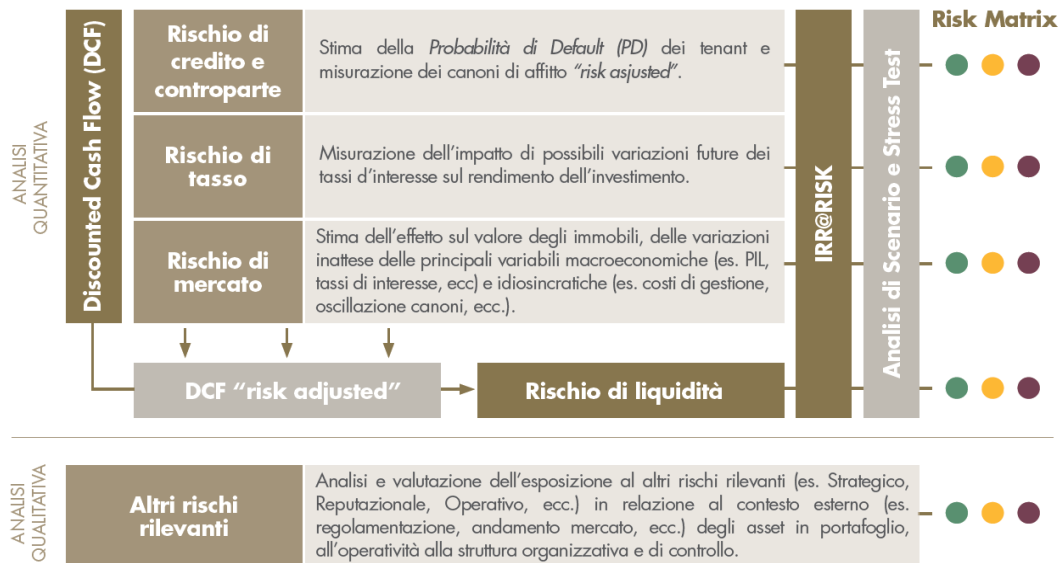 Risk Matrix
ANALISI
QUANTITATIVA
Discounted Cash Flow (DCF)
Rischio di
credito e
controparte
Stima della Probabilità di Default (PD) dei tenant e
misurazione dei canoni di affitto “risk asjusted”.
Rischio di
tasso
Misurazione dell’impatto di possibili variazioni future dei
tassi d’interesse sul rendimento dell’investimento.
Rischio di
mercato
Stima dell’effetto sul valore degli immobili, delle variazioni
inattese delle principali variabili macroeconomiche (es. PIL,
tassi di interesse, ecc) e idiosincratiche (es. costi di gestione,
oscillazione canoni, ecc.).
IRR@RISK
Analisi di Scenario e Stress Test
DCF “risk adjusted”
Rischio di liquidità
ANALISI
QUALITATIVA
Altri rischi
rilevanti
Analisi e valutazione dell’esposizione al altri rischi rilevanti (es. Strategico,
Reputazionale, Operativo, ecc.) in relazione al contesto esterno (es.
regolamentazione, andamento mercato, ecc.) degli asset in portafoglio,
all’operatività alla struttura organizzativa e di controllo.